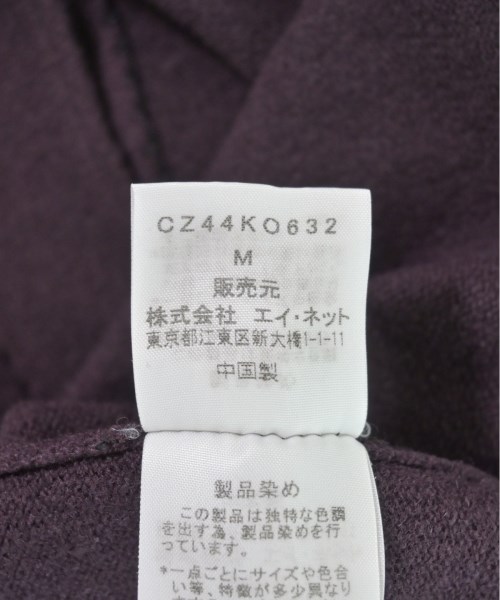 CZ44KO632
M
販売元
株式会社 エイ・ネット
東京都江東区新大橋1-1-11
中国製
製品染め
この製品は独特な色調
を出す為、製品染めを行
っています。
*一点ごとにサイズや色合
い等、特徴が多少異なり